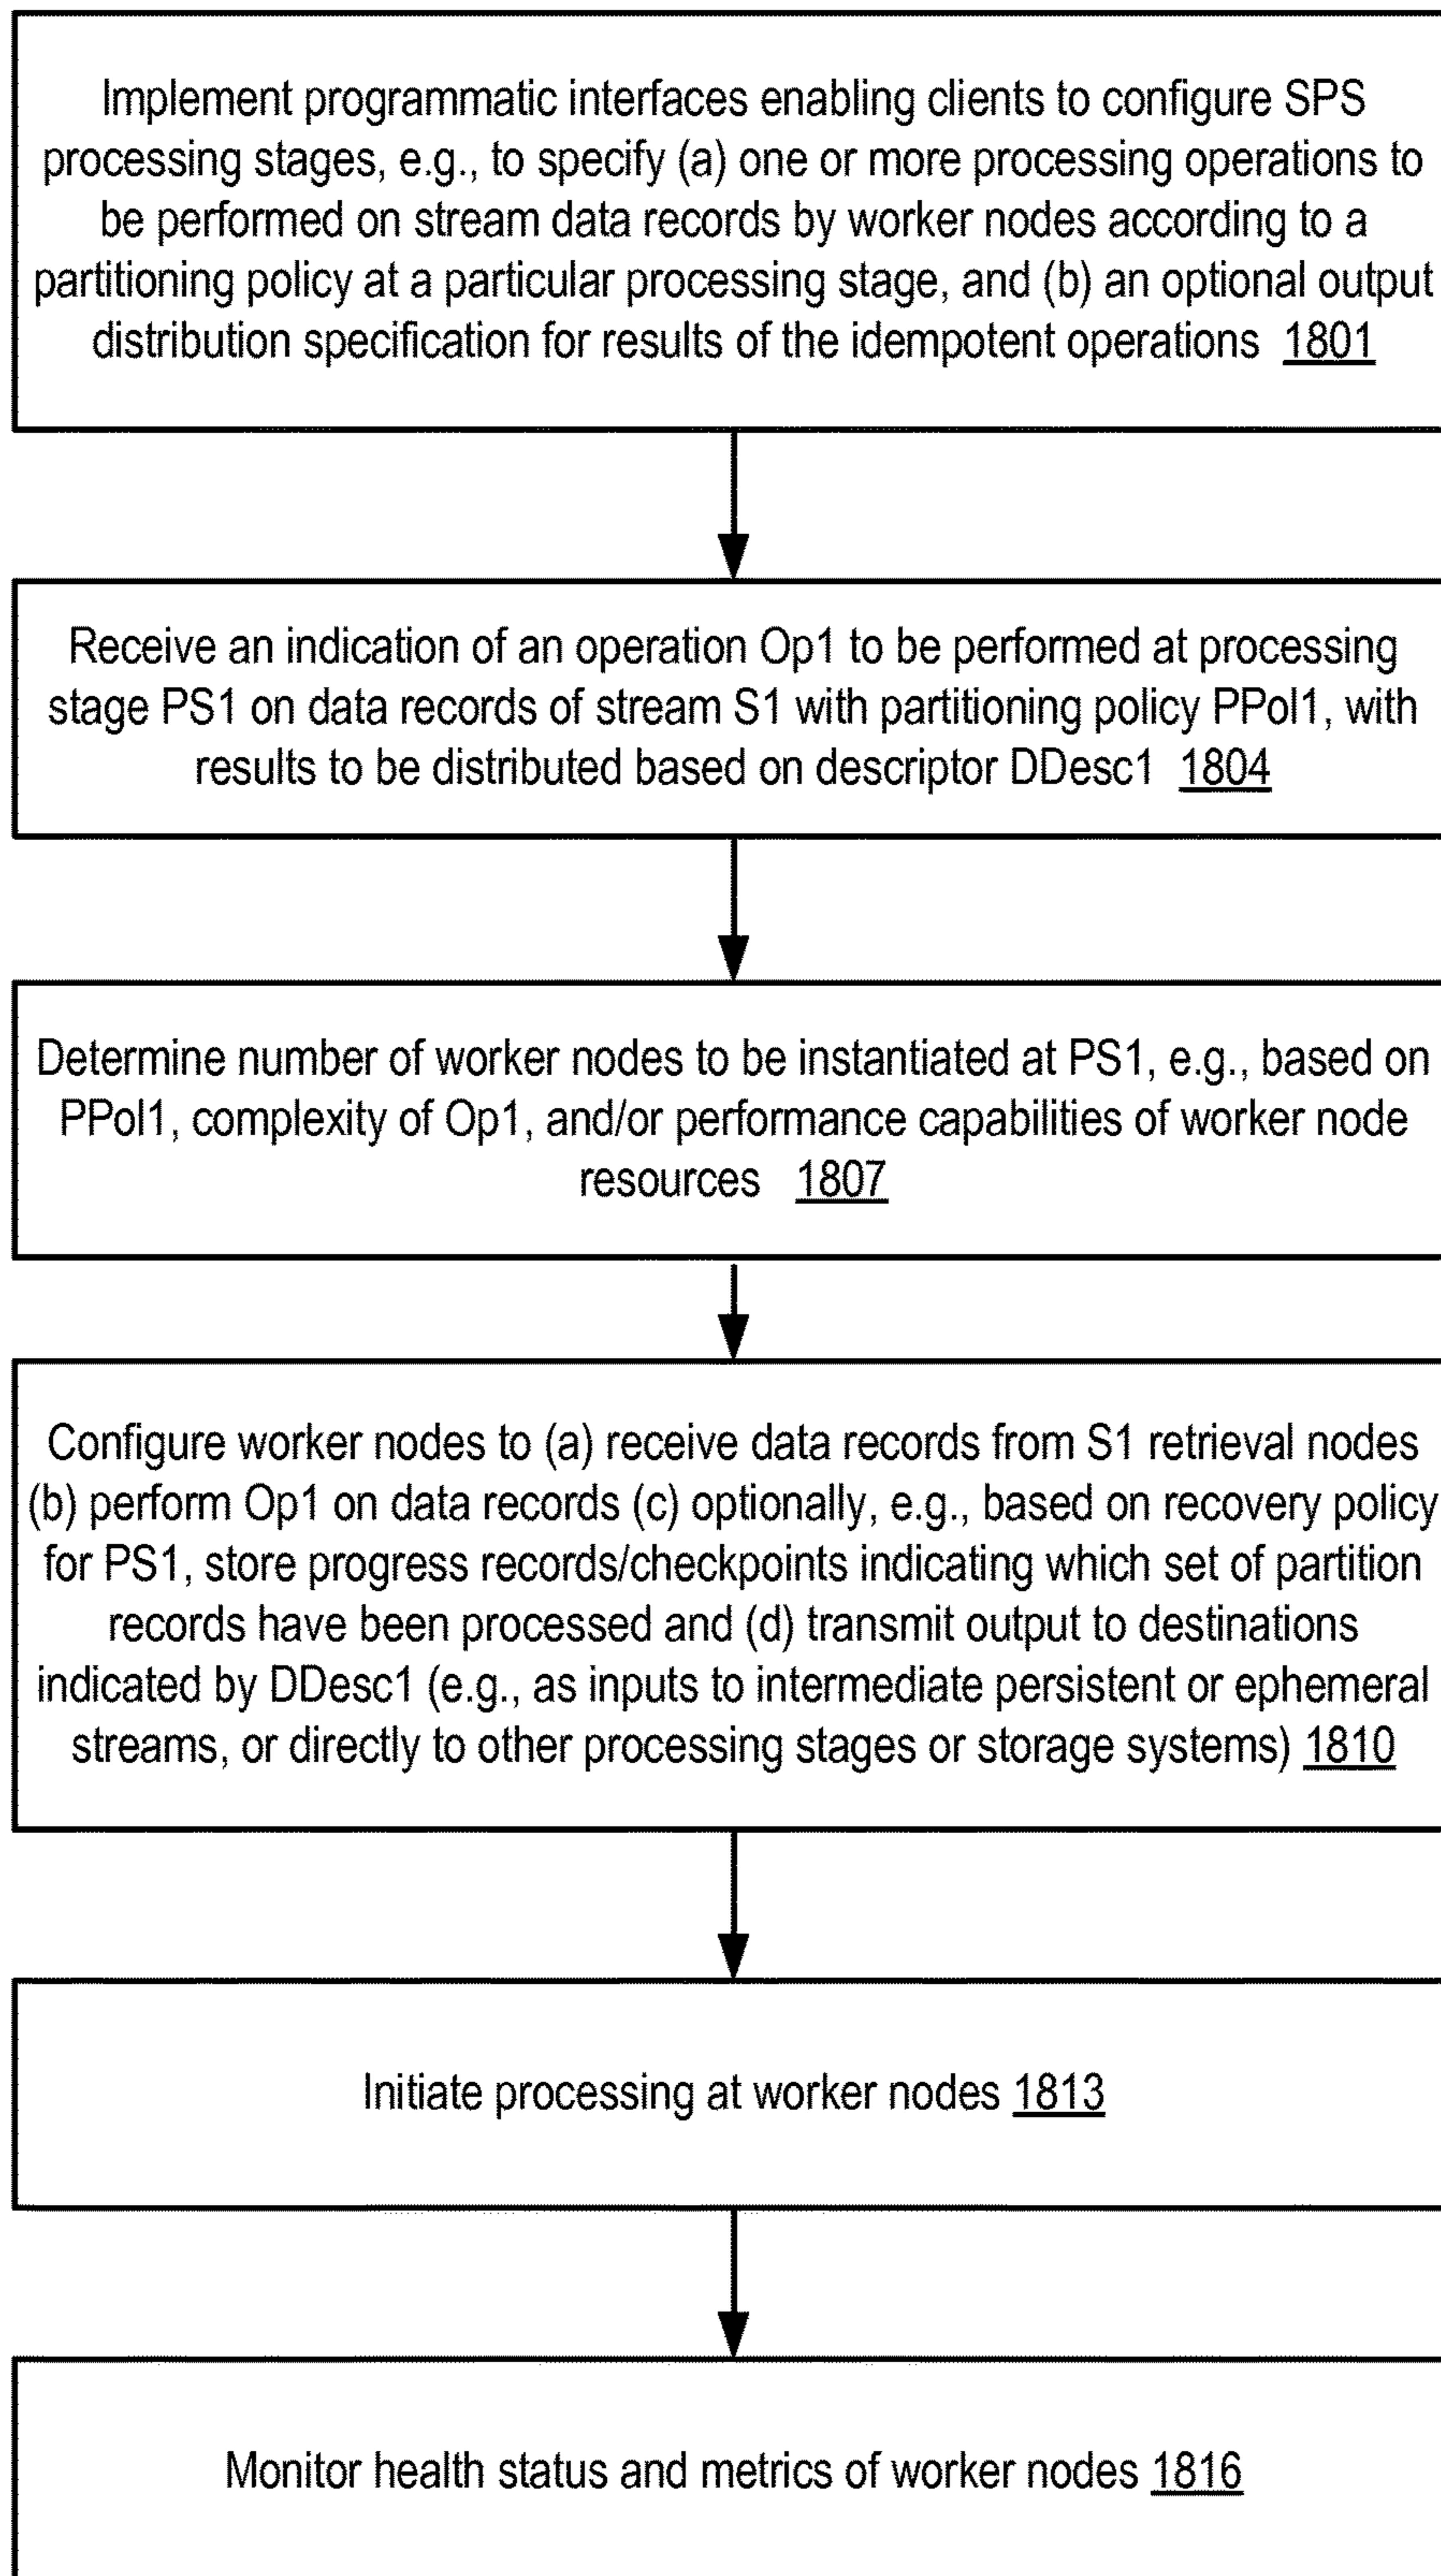 Implement programmatic interfaces enabling clients to configure SPS
processing stages, e.g., to specify (a) one or more processing operations to
be performed on stream data records by worker nodes according to a
partitioning policy at a particular processing stage, and (b) an optional output
distribution specification for results of the idempotent operations 1801
Receive an indication of an operation Op1 to be performed at processing
stage PS1 on data records of stream S1 with partitioning policy PPol1, with
results to be distributed based on descriptor DDesc1 1804
Determine number of worker nodes to be instantiated at PS1, e.g., based on
PPol1, complexity of Op1, and/or performance capabilities of worker node
resources 1807
Configure worker nodes to (a) receive data records from S1 retrieval nodes
(b) perform Op1 on data records (c) optionally, e.g., based on recovery policy
for PS1, store progress records/checkpoints indicating which set of partition
records have been processed and (d) transmit output to destinations
indicated by DDesc1 (e.g., as inputs to intermediate persistent or ephemeral
streams, or directly to other processing stages or storage systems) 1810
Initiate processing at worker nodes 1813
Monitor health status and metrics of worker nodes 1816